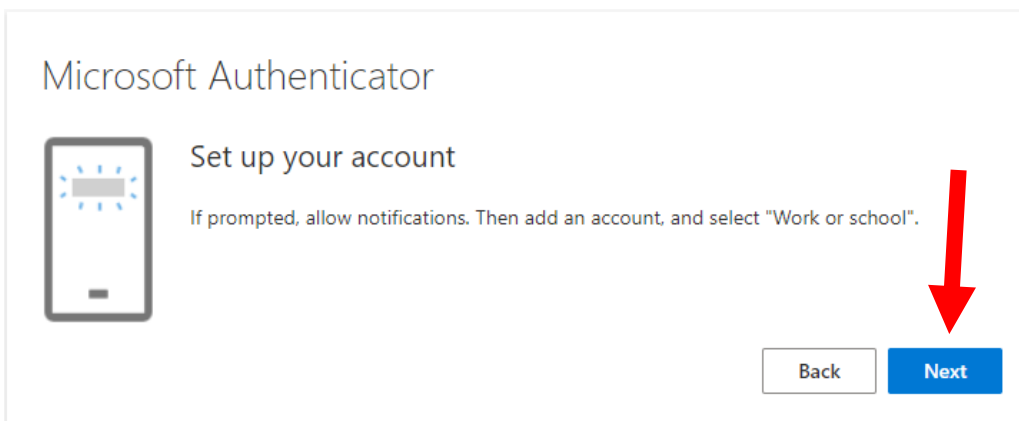 Microsoft Authenticator
Set up your account
If prompted, allow notifications. Then add an account, and select "Work or school".
Back
Next